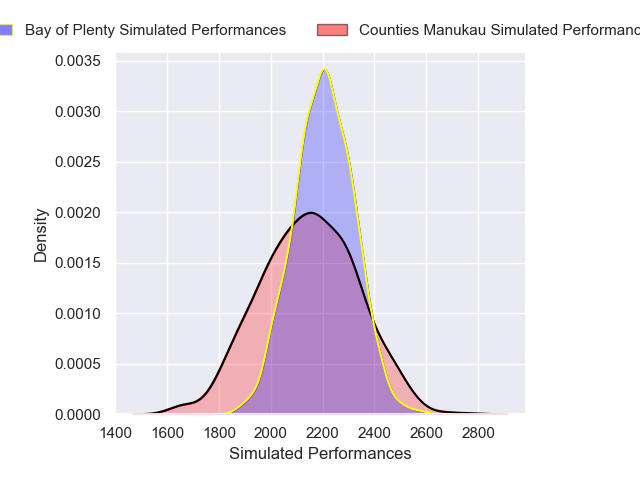 Bay of Plenty Simulated Performances
Counties Manukau Simulated
0.0035
0.0030
0.0025
0.0020
0.0015
0.0010
0.0005
0.0000
Density
1400 1600 1800 2000 2200 2400 2600 2800
Simulated Performances